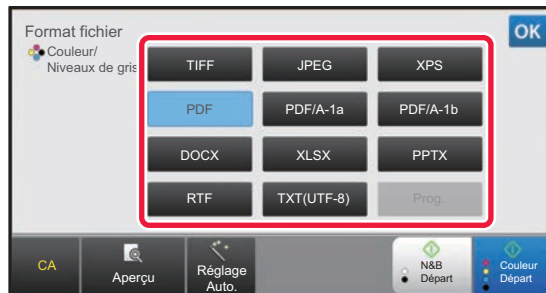 Format fichier
OK
Couleur/
Niveaux de gris
TIFF
JPEG
XPS
PDF
PDF/A-1a
PDF/A-1b
DOCX
XLSX
PPTX
RTF
TXT(UTF-8)
Prog.
CA
Aperçu
Réglage
Auto.
N&B
Départ
Couleur
Départ